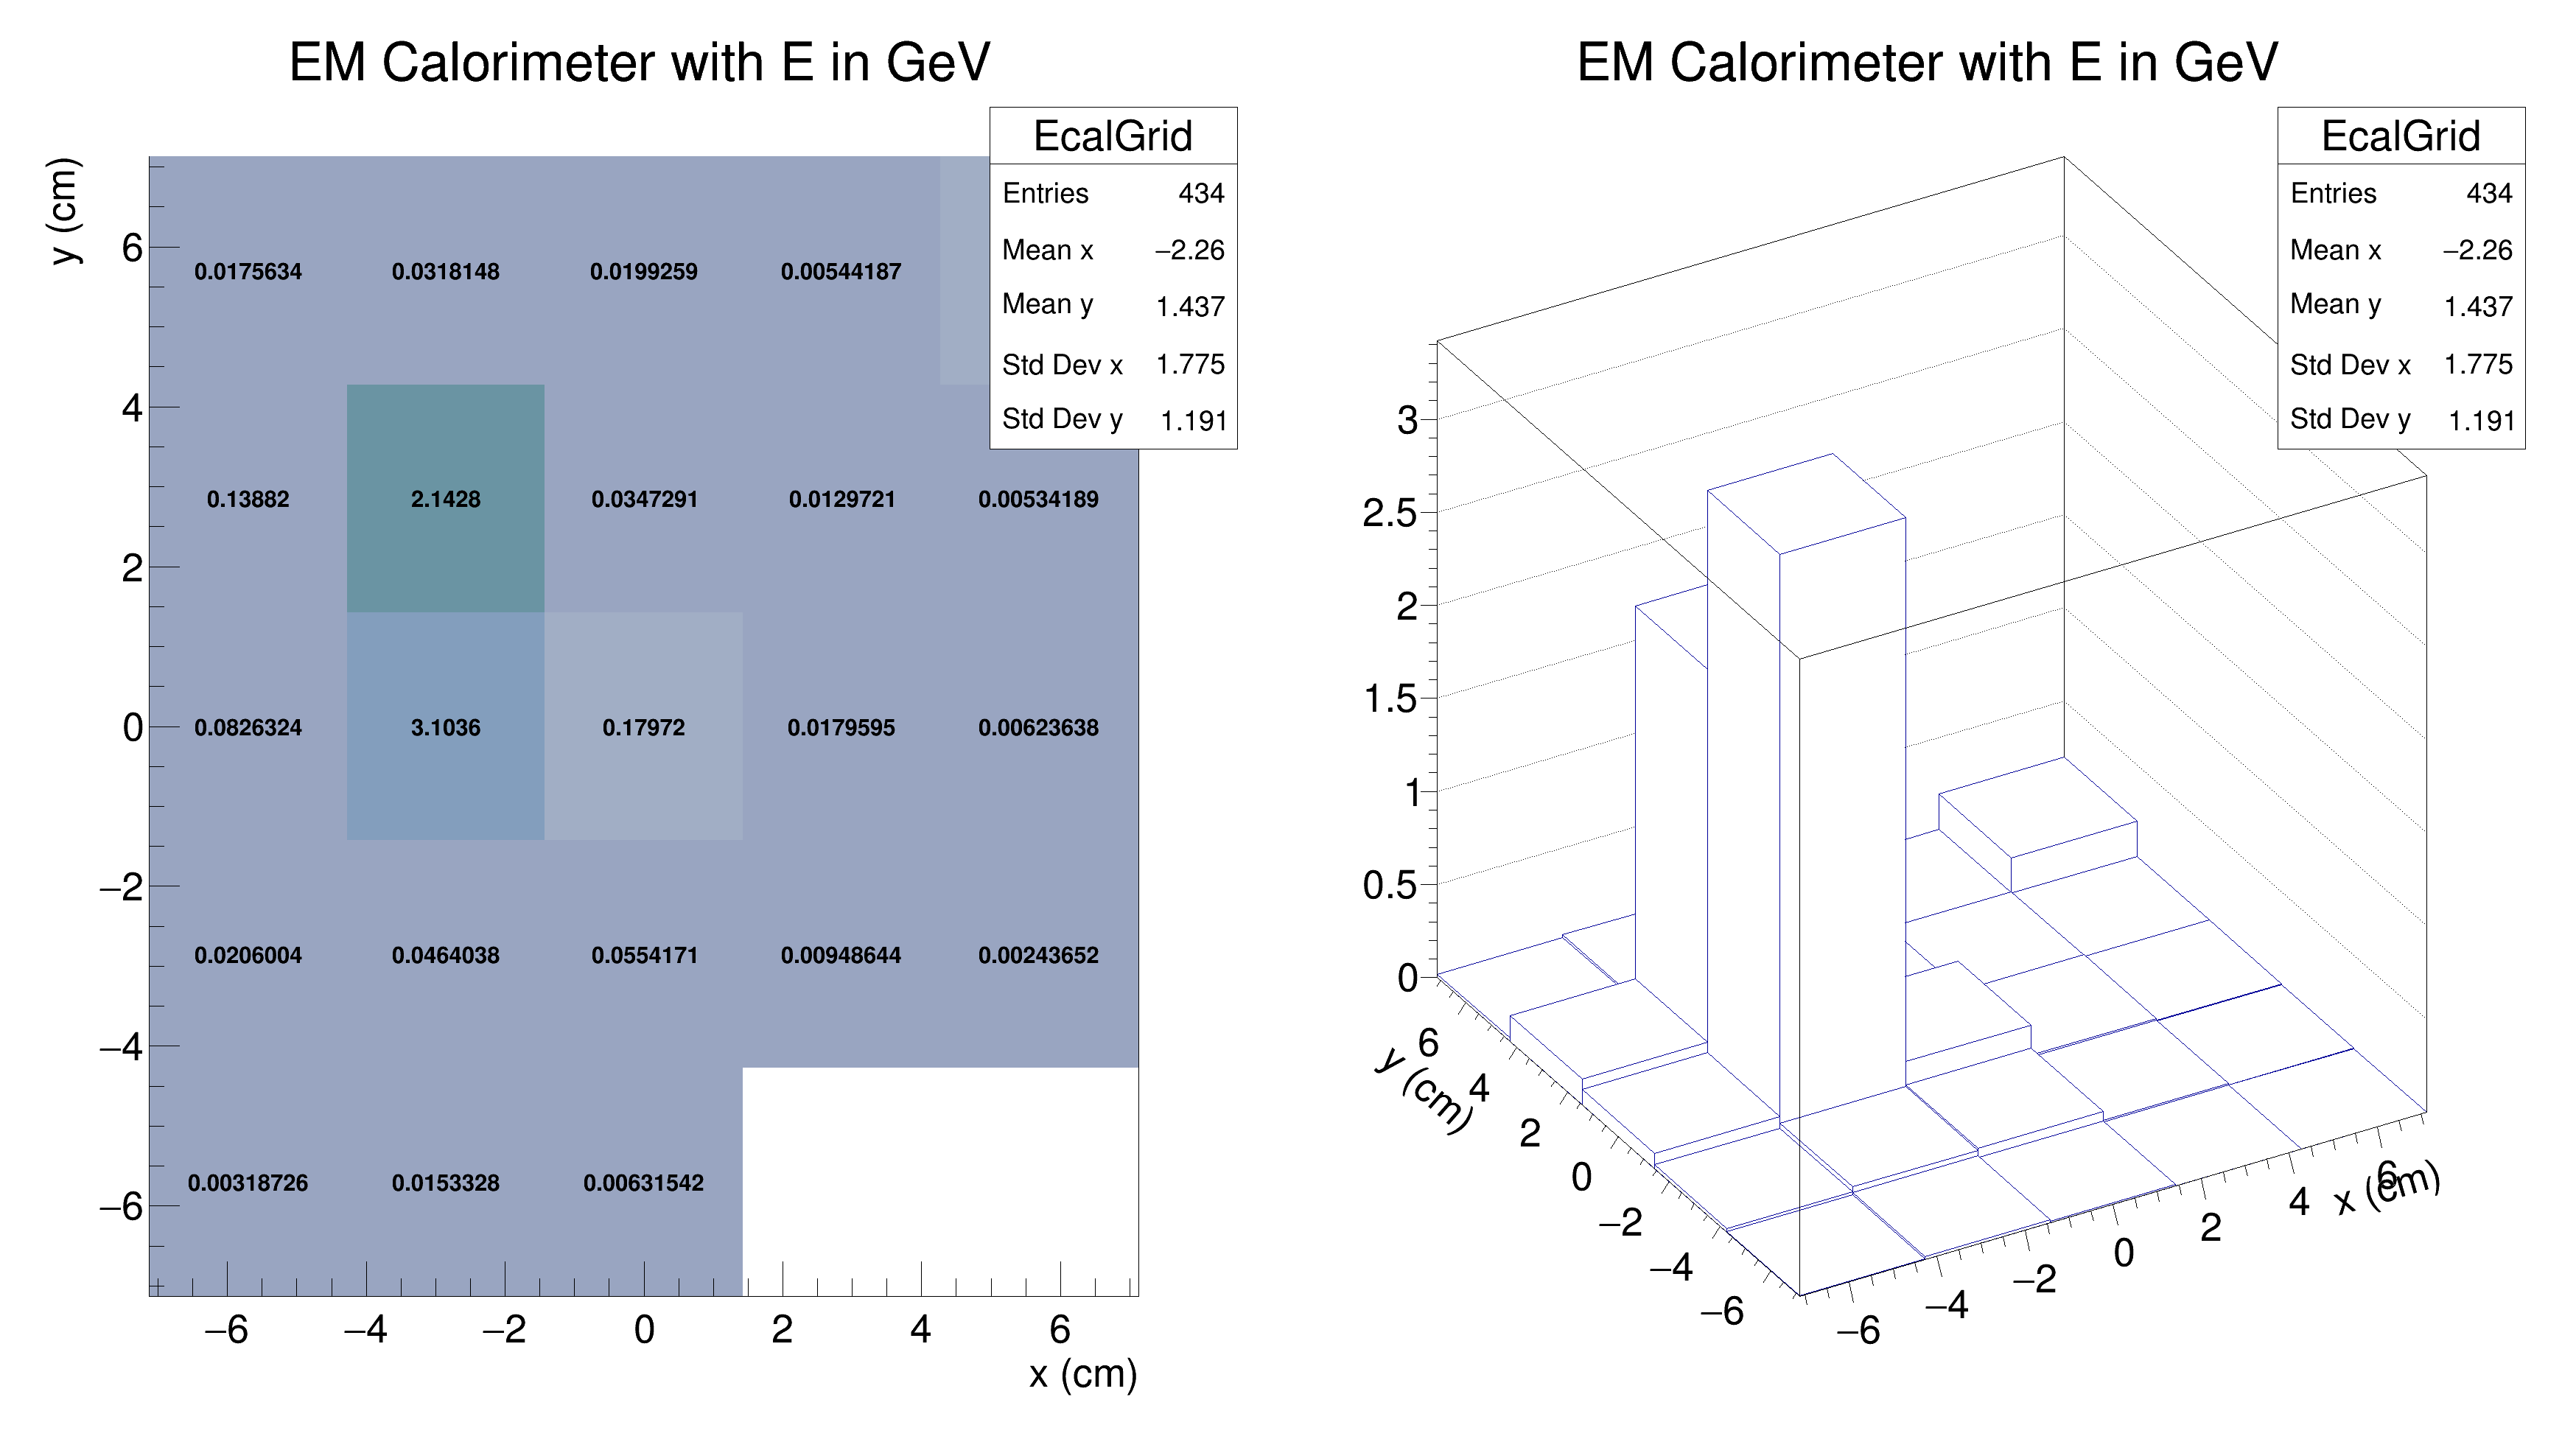 EM Calorimeter with E in GeV
EcalGrid
Entries 434
Mean x −2.26
Mean y 1.437
Std Dev x 1.775
Std Dev y 1.191
y (cm)
6
4
2
0
−2
−4
−6
0.0175634 0.0318148 0.0199259 0.00544187
0.13882 2.1428 0.0347291 0.0129721 0.00534189
0.0826324 3.1036 0.17972 0.0179595 0.00623638
0.0206004 0.0464038 0.0554171 0.00948644 0.00243652
0.00318726 0.0153328 0.00631542
−6 −4 −2 0 2 4 6
x (cm)
EM Calorimeter with E in GeV
EcalGrid
Entries 434
Mean x −2.26
Mean y 1.437
Std Dev x 1.775
Std Dev y 1.191
3
2.5
2
1.5
1
0.5
0
y (cm)
6
4
2
0
−2
−4
−6
−6
−4
−2
0
2
4
6
x (cm)